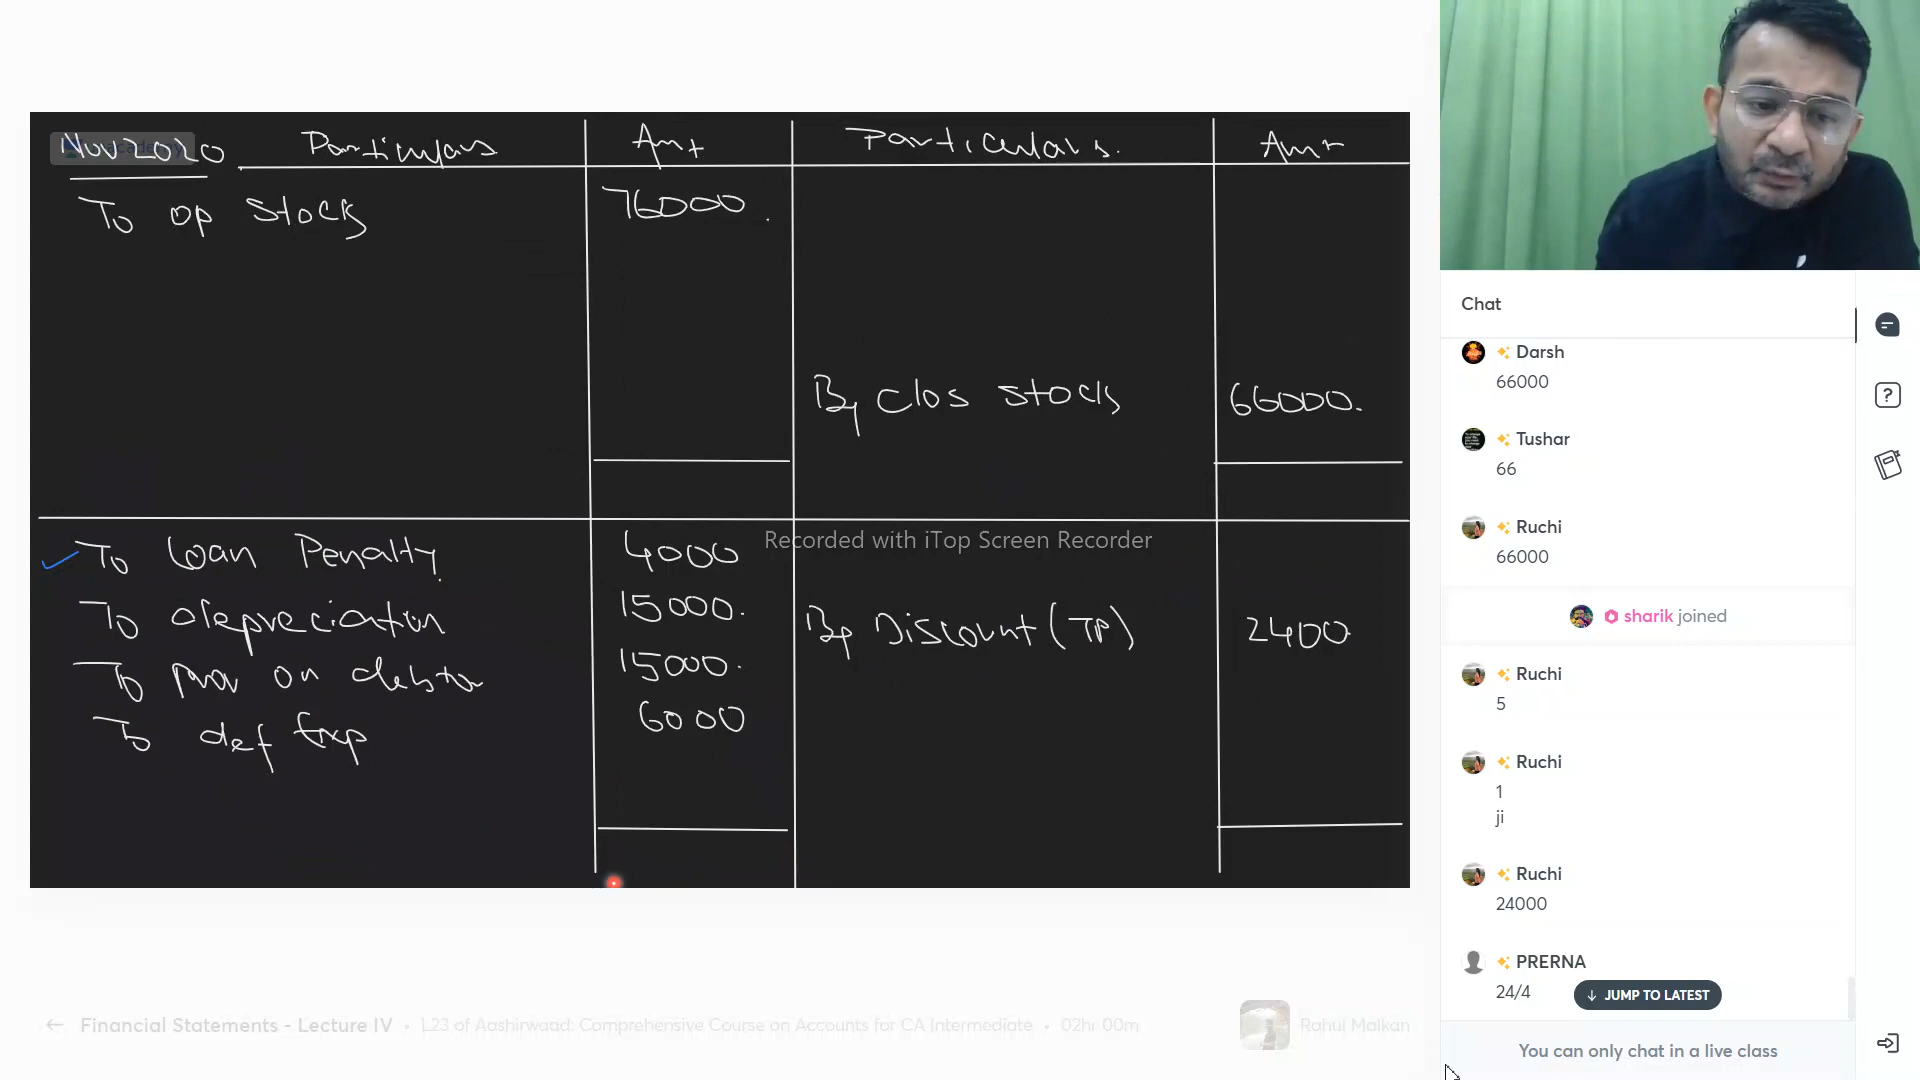 Nov 2020 Particulars Amt Particulars. Amt
To op stock 76000.
By clos stock 66000.
To Loan Penalty. 4000
To depreciation 15000. By Discount (TP) 2400
To prov on debtor 15000.
To def Exp 6000
Recorded with iTop Screen Recorder
← Financial Statements - Lecture IV • L23 of Aashirwaad: Comprehensive Course on Accounts for CA Intermediate • 02hr 00m
Rahul Malkan
Chat
Darsh
66000
Tushar
66
Ruchi
66000
sharik joined
Ruchi
5
Ruchi
1
ji
Ruchi
24000
PRERNA
24/4
↓ JUMP TO LATEST
You can only chat in a live class